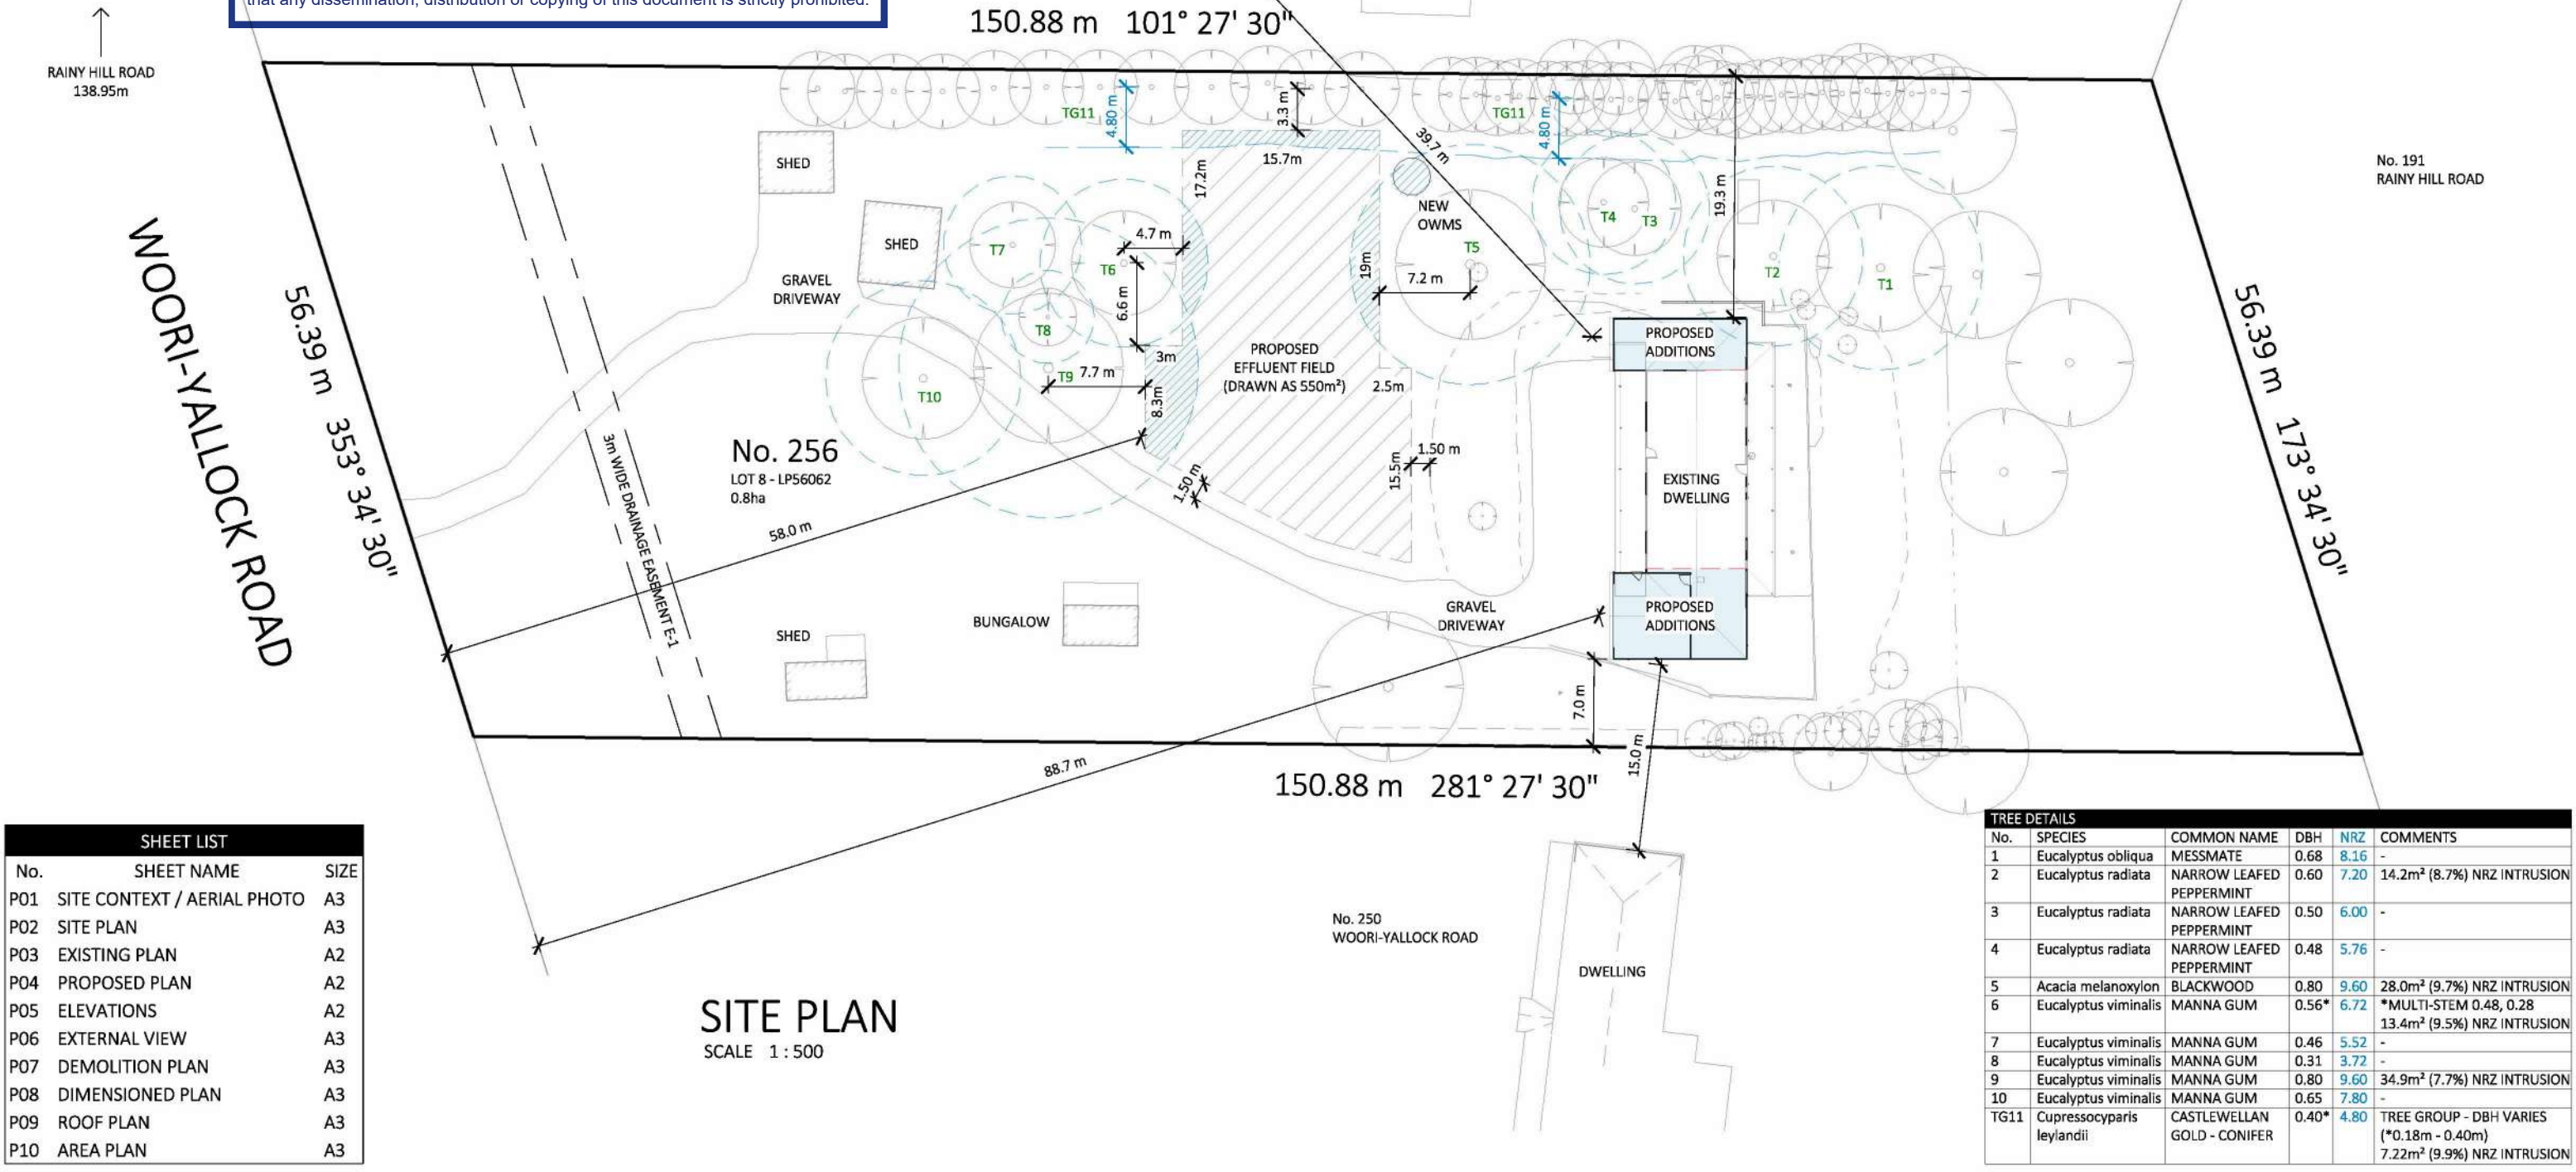 that any dissemination, distribution or copying of this document is strictly prohibited.
150.88 m 101° 27' 30"
RAINY HILL ROAD
138.95m
No. 191
RAINY HILL ROAD
WOORI-YALLOCK ROAD
56.39 m 353° 34' 30"
56.39 m 173° 34' 30"
3m WIDE DRAINAGE EASEMENT E-1
SHED
SHED
GRAVEL
DRIVEWAY
TG11
4.80 m
3.3 m
15.7m
17.2m
TG11
4.80 m
39.7 m
19.3 m
NEW
OWMS
T7
T6
4.7 m
6.6 m
T8
T9
7.7 m
T10
3m
8.3m
T5
7.2 m
19m
T4
T3
T2
T1
PROPOSED
EFFLUENT FIELD
(DRAWN AS 550m²)
2.5m
15.5m
1.50 m
1.50 m
PROPOSED
ADDITIONS
EXISTING
DWELLING
PROPOSED
ADDITIONS
No. 256
LOT 8 - LP56062
0.8ha
58.0 m
BUNGALOW
SHED
GRAVEL
DRIVEWAY
7.0 m
15.0 m
88.7 m
150.88 m 281° 27' 30"
No. 250
WOORI-YALLOCK ROAD
DWELLING
SITE PLAN
SCALE 1 : 500
SHEET LIST
No. SHEET NAME SIZE
P01 SITE CONTEXT / AERIAL PHOTO A3
P02 SITE PLAN A3
P03 EXISTING PLAN A2
P04 PROPOSED PLAN A2
P05 ELEVATIONS A2
P06 EXTERNAL VIEW A3
P07 DEMOLITION PLAN A3
P08 DIMENSIONED PLAN A3
P09 ROOF PLAN A3
P10 AREA PLAN A3
TREE DETAILS
No. SPECIES COMMON NAME DBH NRZ COMMENTS
1 Eucalyptus obliqua MESSMATE 0.68 8.16 -
2 Eucalyptus radiata NARROW LEAFED 0.60 7.20 14.2m² (8.7%) NRZ INTRUSION
PEPPERMINT
3 Eucalyptus radiata NARROW LEAFED 0.50 6.00 -
PEPPERMINT
4 Eucalyptus radiata NARROW LEAFED 0.48 5.76 -
PEPPERMINT
5 Acacia melanoxylon BLACKWOOD 0.80 9.60 28.0m² (9.7%) NRZ INTRUSION
6 Eucalyptus viminalis MANNA GUM 0.56* 6.72 *MULTI-STEM 0.48, 0.28
13.4m² (9.5%) NRZ INTRUSION
7 Eucalyptus viminalis MANNA GUM 0.46 5.52 -
8 Eucalyptus viminalis MANNA GUM 0.31 3.72 -
9 Eucalyptus viminalis MANNA GUM 0.80 9.60 34.9m² (7.7%) NRZ INTRUSION
10 Eucalyptus viminalis MANNA GUM 0.65 7.80 -
TG11 Cupressocyparis CASTLEWELLAN 0.40* 4.80 TREE GROUP - DBH VARIES
leylandii GOLD - CONIFER (*0.18m - 0.40m)
7.22m² (9.9%) NRZ INTRUSION